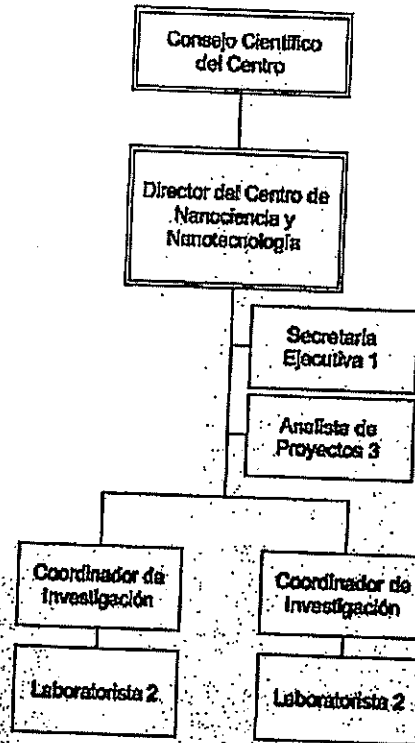 Consejo Científico
del Centro
Director del Centro de
Nanociencia y
Nanotecnología
Secretaria
Ejecutiva 1
Analista de
Proyectos 3
Coordinador de
Investigación
Coordinador de
Investigación
Laboratorista 2
Laboratorista 2